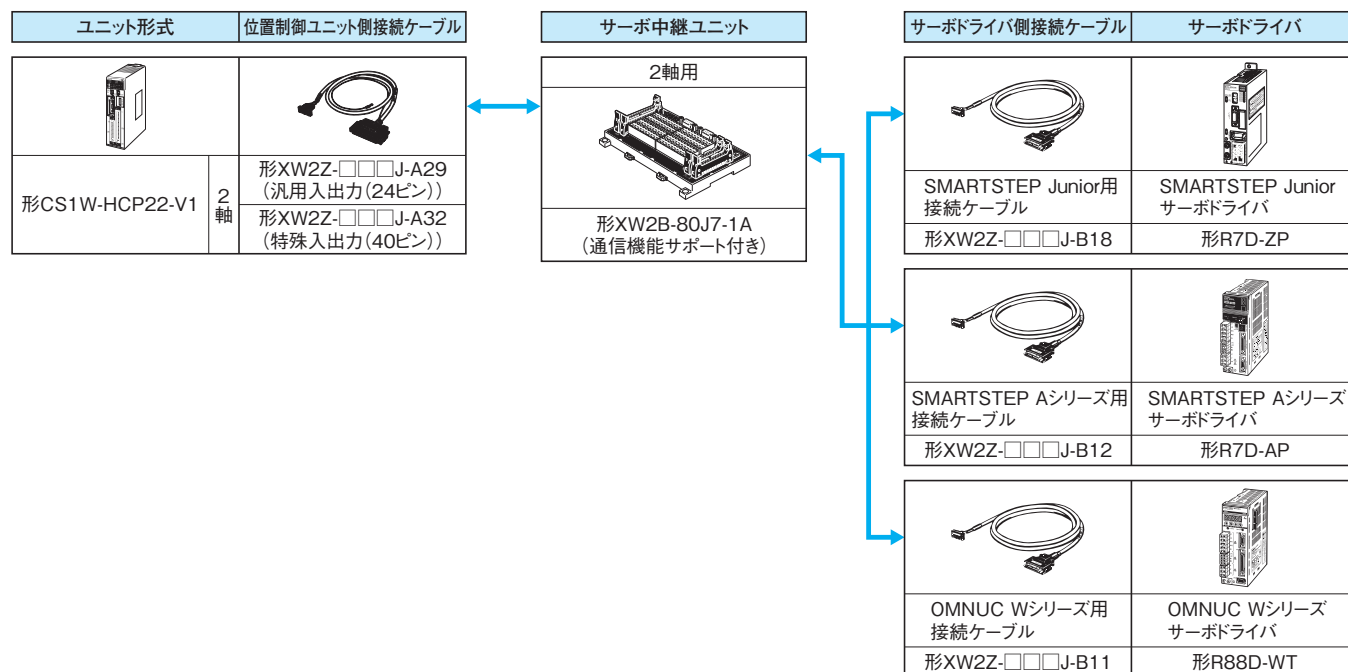 ユニット形式
位置制御ユニット側接続ケーブル
形CS1W-HCP22-V1
2軸
形XW2Z-□□□J-A29
（汎用入出力（24ピン））
形XW2Z-□□□J-A32
（特殊入出力（40ピン））
サーボ中継ユニット
2軸用
形XW2B-80J7-1A
（通信機能サポート付き）
サーボドライバ側接続ケーブル
サーボドライバ
SMARTSTEP Junior用
接続ケーブル
SMARTSTEP Junior
サーボドライバ
形XW2Z-□□□J-B18
形R7D-ZP
SMARTSTEP Aシリーズ用
接続ケーブル
SMARTSTEP Aシリーズ
サーボドライバ
形XW2Z-□□□J-B12
形R7D-AP
OMNUC Wシリーズ用
接続ケーブル
OMNUC Wシリーズ
サーボドライバ
形XW2Z-□□□J-B11
形R88D-WT